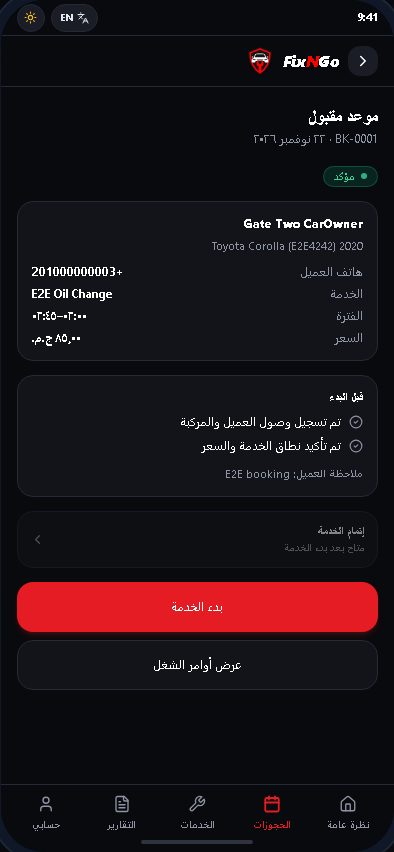 9:41
EN
FixNGo
موعد مقبول
BK-0001 · ٢٢ نوفمبر ٢٠٢٦
مؤكد
Gate Two CarOwner
Toyota Corolla (E2E4242) 2020
هاتف العميل
+201000000003
الخدمة
E2E Oil Change
الفترة
٠٣:٠٠–٠٣:٤٥
السعر
٨٥٫٠٠ ج.م.
قبل البدء
تم تسجيل وصول العميل والمركبة
تم تأكيد نطاق الخدمة والسعر
ملاحظة العميل: E2E booking
إتمام الخدمة
متاح بعد بدء الخدمة
بدء الخدمة
عرض أوامر الشغل
نظرة عامة
الحجوزات
الخدمات
التقارير
حسابي